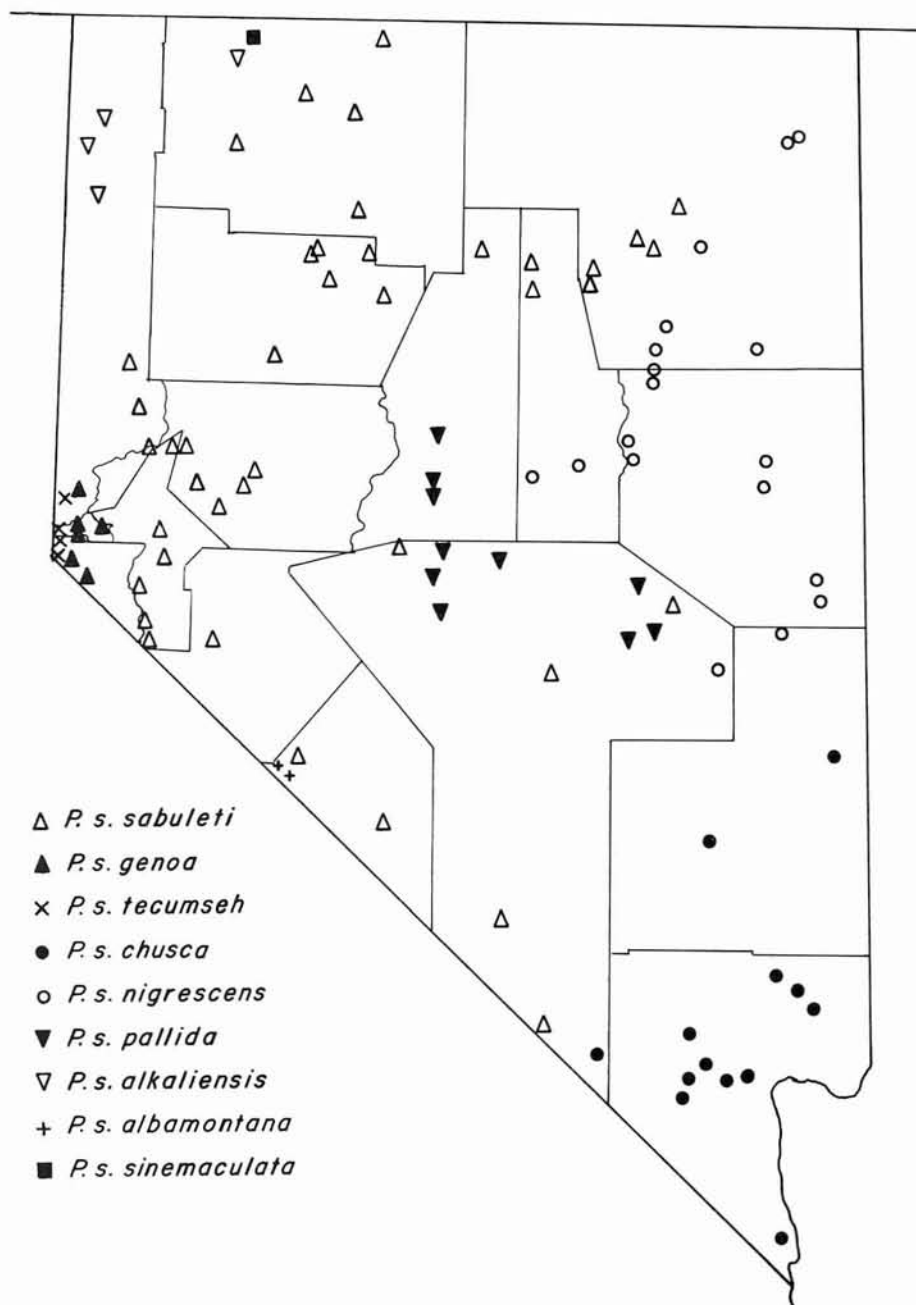 P. s. sabuleti
P. s. genoa
P. s. tecumseh
P. s. chusca
P. s. nigrescens
P. s. pallida
P. s. alkaliensis
P. s. albamontana
P. s. sinemaculata